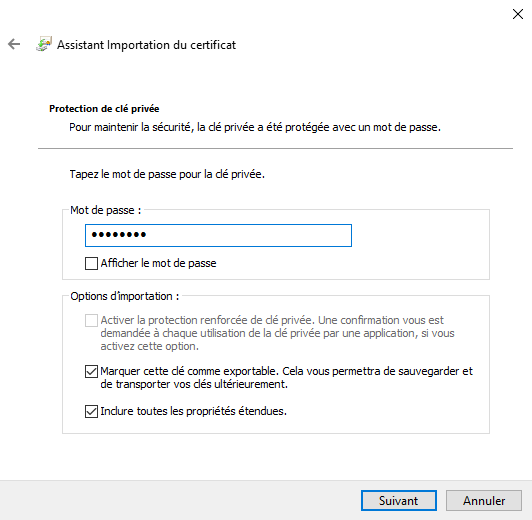 Assistant Importation du certificat
Protection de clé privée
Pour maintenir la sécurité, la clé privée a été protégée avec un mot de passe.
Tapez le mot de passe pour la clé privée.
Mot de passe :
●●●●●●●●
Afficher le mot de passe
Options d'importation :
Activer la protection renforcée de clé privée. Une confirmation vous est
demandée à chaque utilisation de la clé privée par une application, si vous
activez cette option.
Marquer cette clé comme exportable. Cela vous permettra de sauvegarder et
de transporter vos clés ultérieurement.
Inclure toutes les propriétés étendues.
Suivant
Annuler